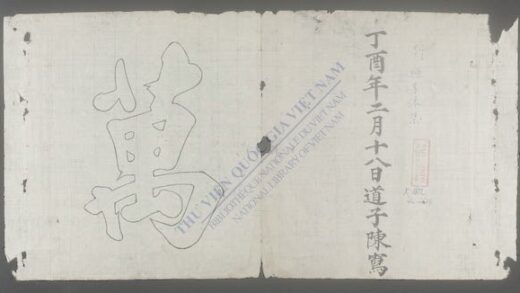 丁酉年二月十八日道子陳寫
萬
THƯ VIỆN QUỐC GIA VIỆT NAM
BIBLIOTHÈQUE NATIONALE DU VIỆT NAM
NATIONAL LIBRARY OF VIETNAM